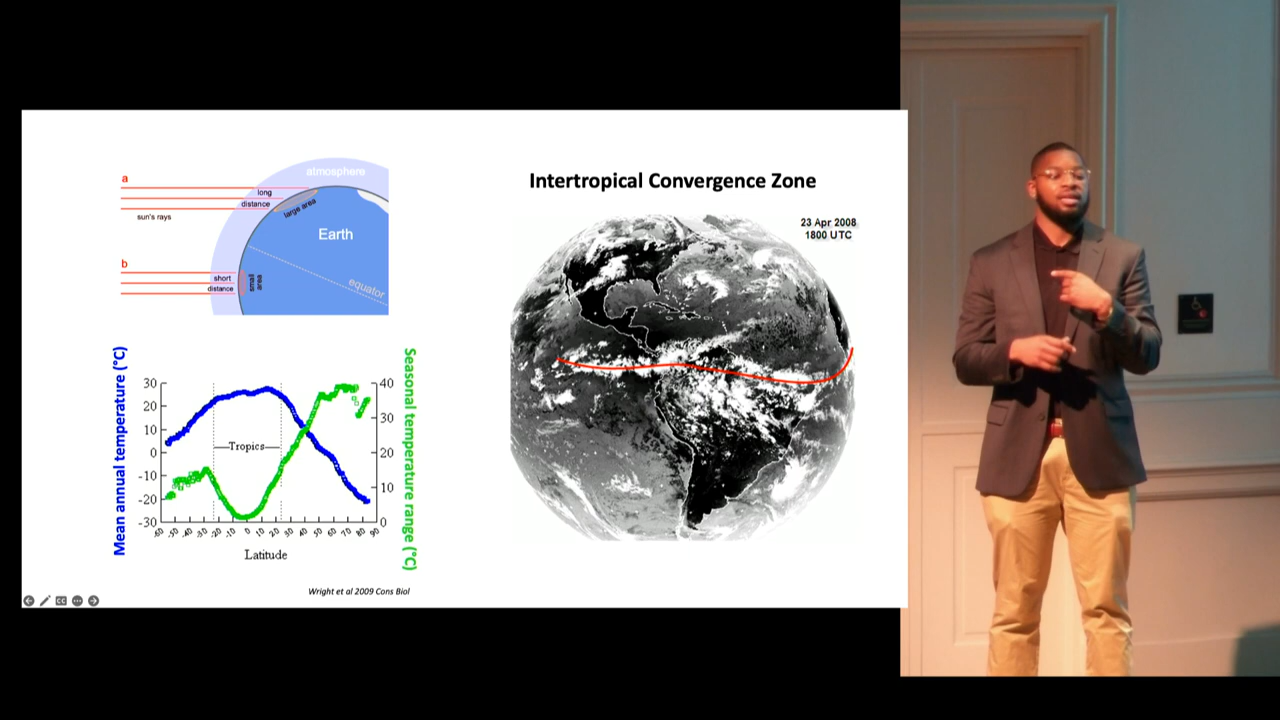 a
atmosphere
long
distance
large area
sun's rays
Earth
b
short
distance
small
area
equator
Mean annual temperature (°C)
Seasonal temperature range (°C)
30
20
10
0
-10
-20
-30
40
30
20
10
0
Tropics
-60 -50 -40 -30 -20 -10 0 10 20 30 40 50 60 70 80 90
Latitude
Wright et al 2009 Cons Biol
Intertropical Convergence Zone
23 Apr 2008
1800 UTC
CC